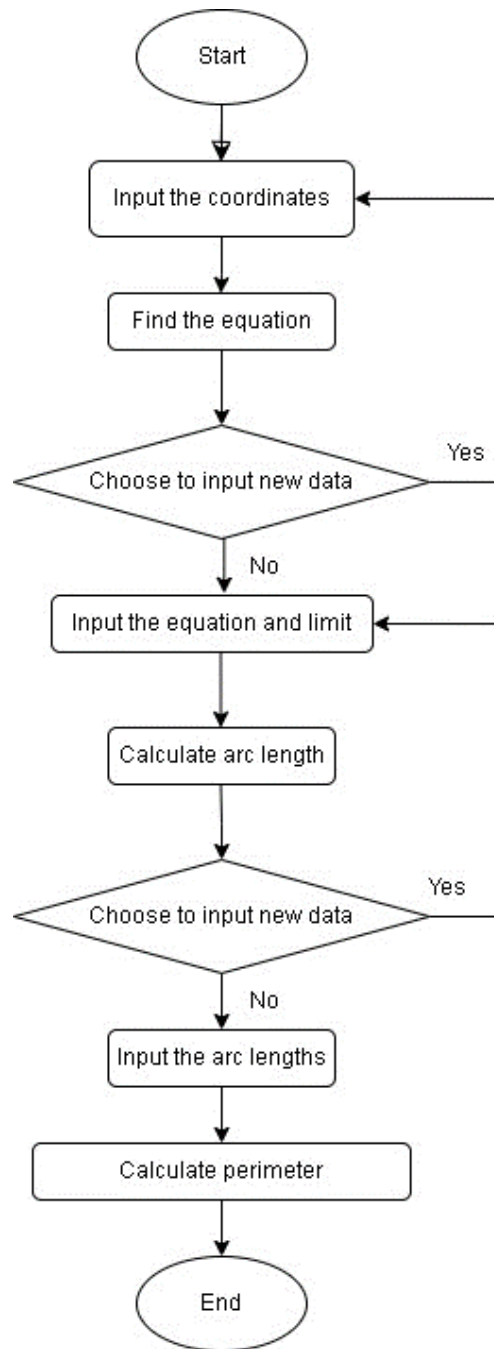 Start
Input the coordinates
Find the equation
Choose to input new data
Yes
No
Input the equation and limit
Calculate arc length
Choose to input new data
Yes
No
Input the arc lengths
Calculate perimeter
End